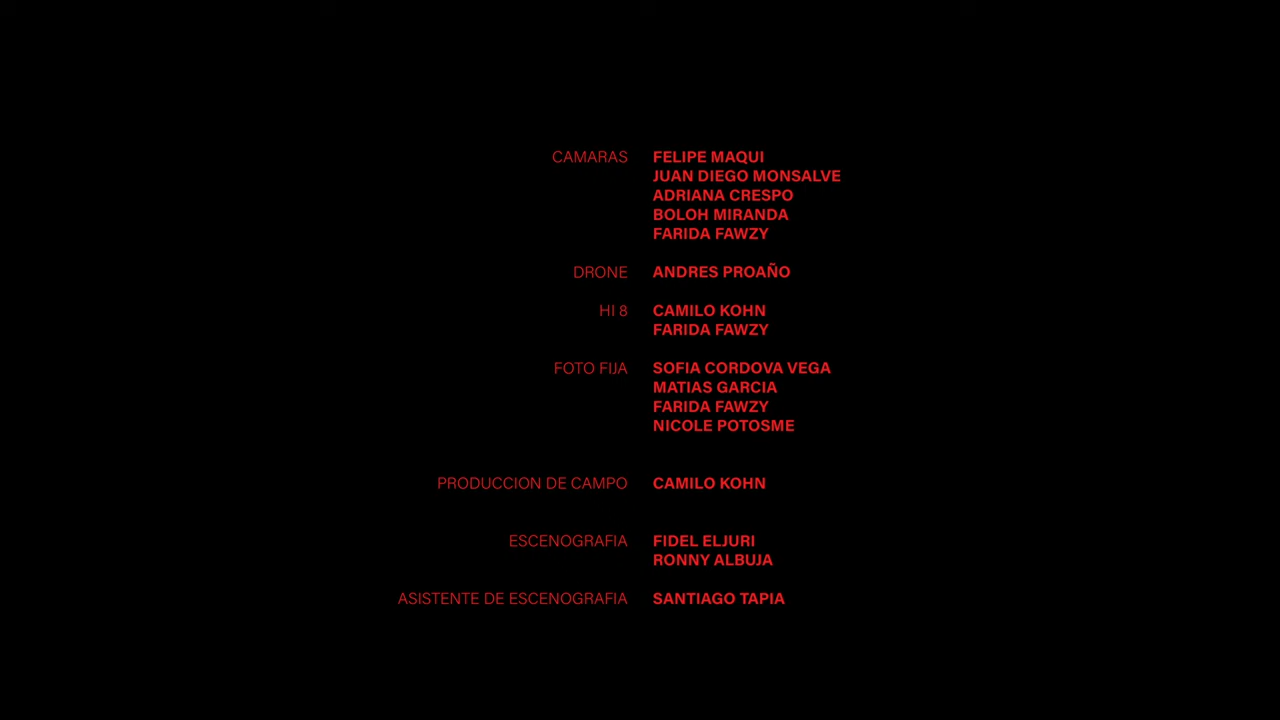 CAMARAS FELIPE MAQUI
JUAN DIEGO MONSALVE
ADRIANA CRESPO
BOLOH MIRANDA
FARIDA FAWZY
DRONE ANDRES PROAÑO
HI 8 CAMILO KOHN
FARIDA FAWZY
FOTO FIJA SOFIA CORDOVA VEGA
MATIAS GARCIA
FARIDA FAWZY
NICOLE POTOSME
PRODUCCION DE CAMPO CAMILO KOHN
ESCENOGRAFIA FIDEL ELJURI
RONNY ALBUJA
ASISTENTE DE ESCENOGRAFIA SANTIAGO TAPIA